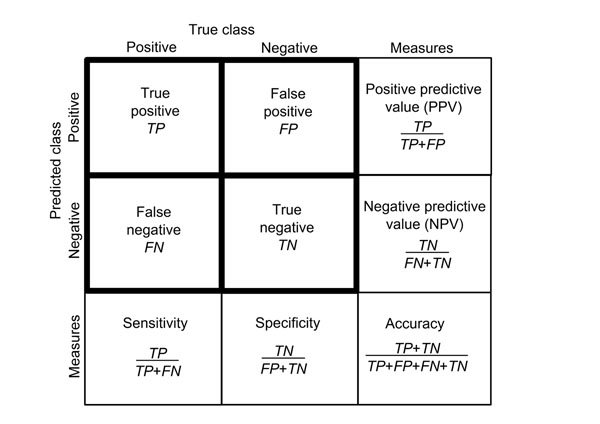 True class
Positive
Negative
Measures
Predicted class
Positive
True
positive
TP
False
positive
FP
Positive predictive
value (PPV)
TP
TP+FP
Negative
False
negative
FN
True
negative
TN
Negative predictive
value (NPV)
TN
FN+TN
Measures
Sensitivity
TP
TP+FN
Specificity
TN
FP+TN
Accuracy
TP+TN
TP+FP+FN+TN